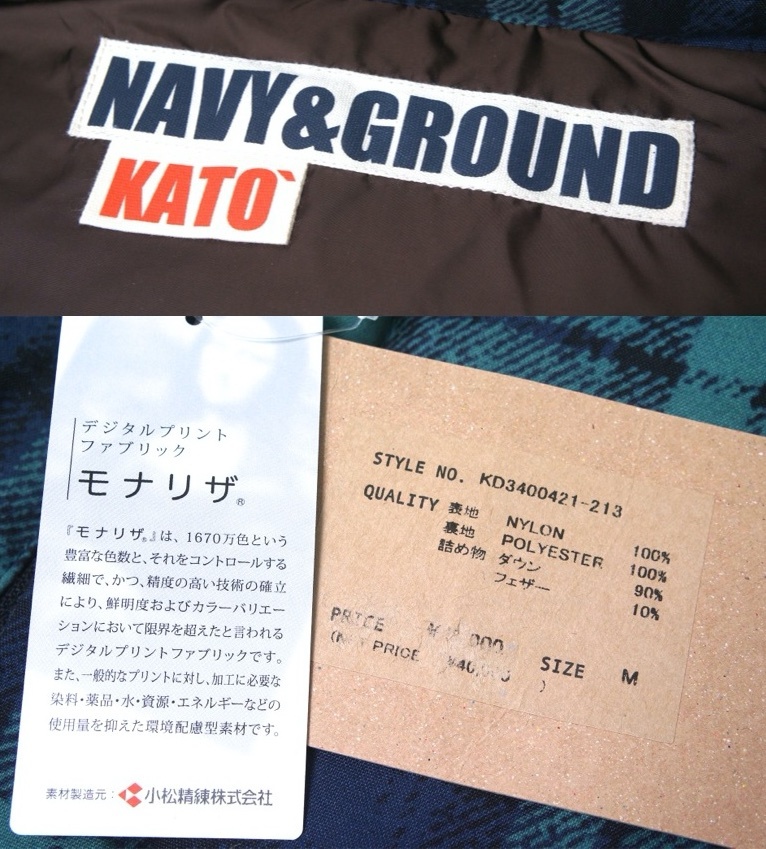 NAVY&GROUND
KATO`
デジタルプリント
ファブリック
モナリザ®
『モナリザ®』は、1670万色という
豊富な色数と、それをコントロールする
繊細で、かつ、精度の高い技術の確立
により、鮮明度およびカラーバリエー
ションにおいて限界を超えたと言われる
デジタルプリントファブリックです。
また、一般的なプリントに対し、加工に必要な
染料・薬品・水・資源・エネルギーなどの
使用量を抑えた環境配慮型素材です。
素材製造元： 小松精練株式会社
STYLE NO. KD3400421-213
QUALITY 表地 NYLON 100%
裏地 POLYESTER 100%
詰め物 ダウン 90%
フェザー 10%
PRICE
(NET PRICE ¥40,000 )
SIZE M